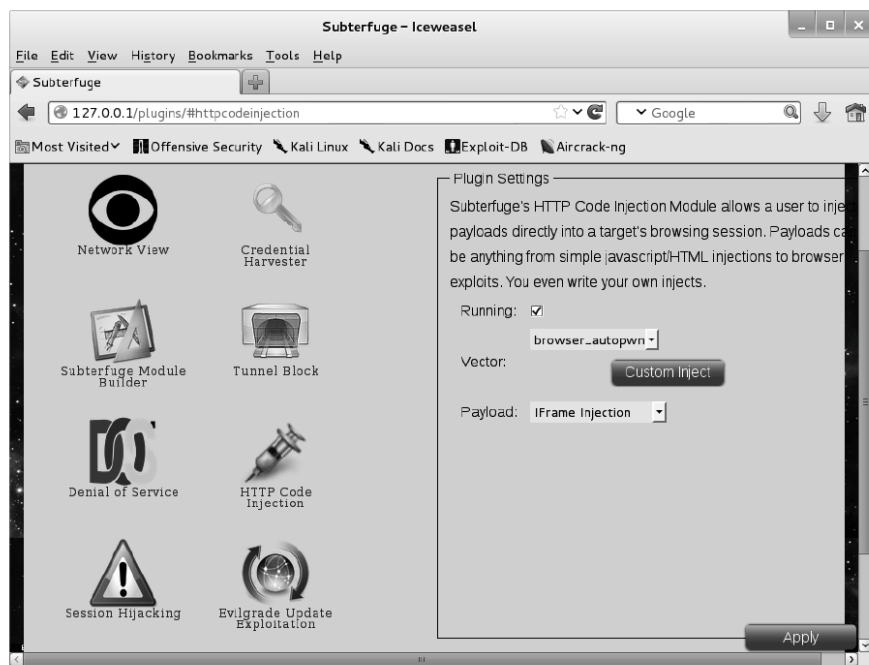 Subterfuge – Iceweasel
File Edit View History Bookmarks Tools Help
Subterfuge
127.0.0.1/plugins/#httpcodeinjection
Google
Most Visited Offensive Security Kali Linux Kali Docs Exploit-DB Aircrack-ng
Network View
Credential
Harvester
Subterfuge Module
Builder
Tunnel Block
DOS
Denial of Service
HTTP Code
Injection
Session Hijacking
Evilgrade Update
Exploitation
Plugin Settings
Subterfuge's HTTP Code Injection Module allows a user to inje
payloads directly into a target's browsing session. Payloads ca
be anything from simple javascript/HTML injections to browser
exploits. You even write your own injects.
Running:
browser_autopwn
Vector:
Custom Inject
Payload: IFrame Injection
Apply